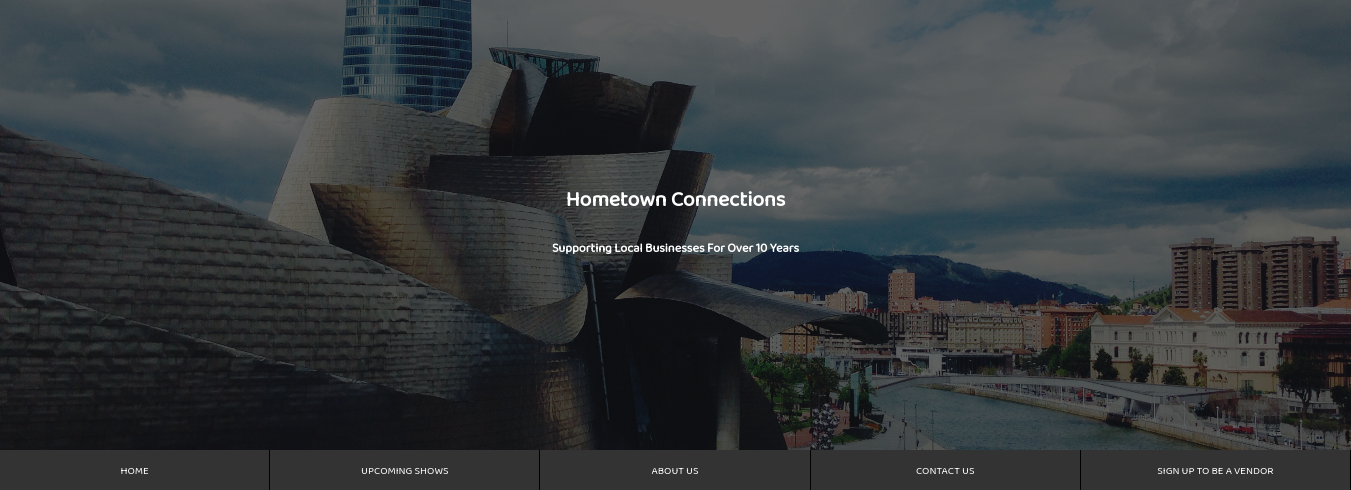 Hometown Connections
Supporting Local Businesses For Over 10 Years
HOME
UPCOMING SHOWS
ABOUT US
CONTACT US
SIGN UP TO BE A VENDOR